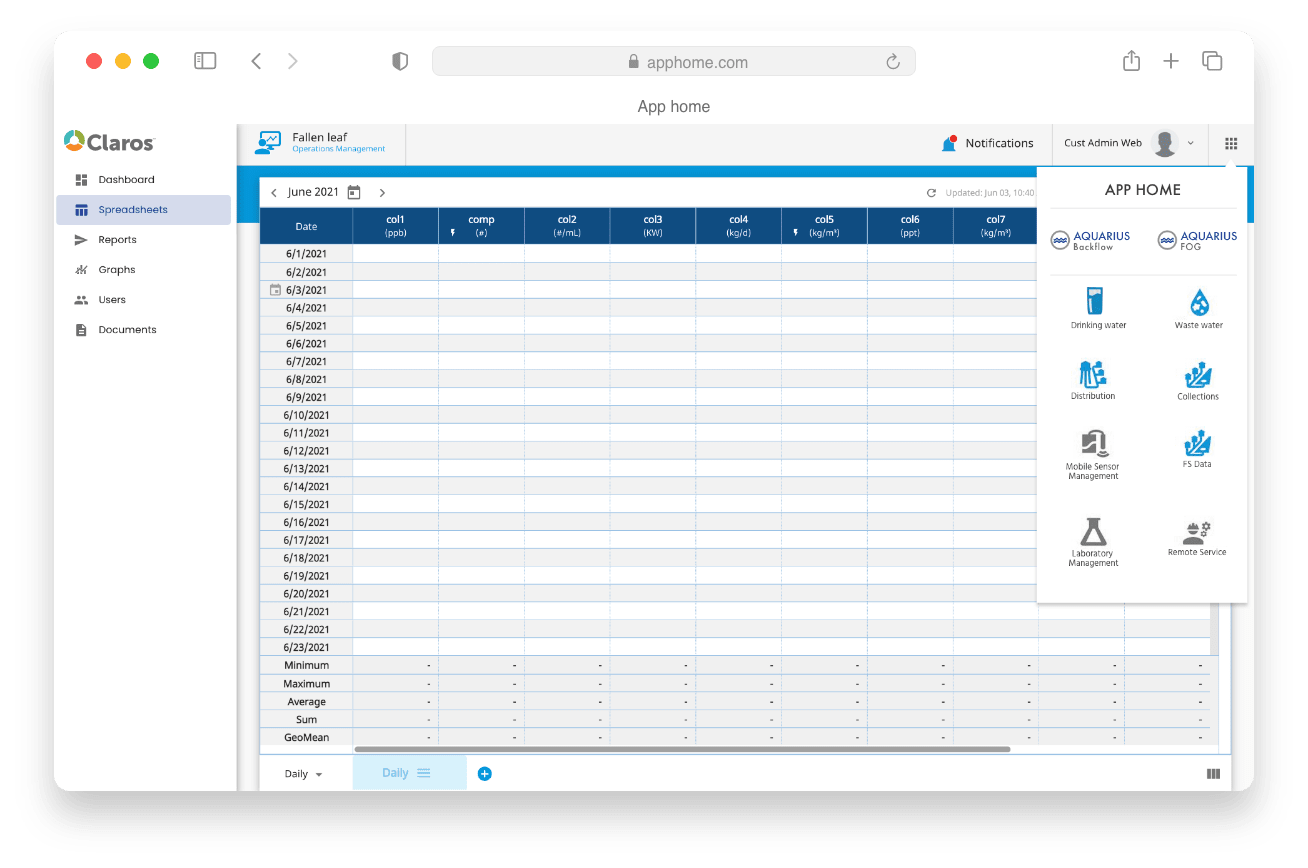 apphome.com
App home
Claros
Fallen leaf
Operations Management
Notifications
Cust Admin Web
Dashboard
Spreadsheets
Reports
Graphs
Users
Documents
June 2021
Updated: Jun 03, 10:40
APP HOME
AQUARIUS
Backflow
AQUARIUS
FOG
Drinking water
Waste water
Distribution
Collections
Mobile Sensor
Management
FS Data
Laboratory
Management
Remote Service
Date
col1
(ppb)
comp
(#)
col2
(#/mL)
col3
(KW)
col4
(kg/d)
col5
(kg/m³)
col6
(ppt)
col7
(kg/m³)
6/1/2021
6/2/2021
6/3/2021
6/4/2021
6/5/2021
6/6/2021
6/7/2021
6/8/2021
6/9/2021
6/10/2021
6/11/2021
6/12/2021
6/13/2021
6/14/2021
6/15/2021
6/16/2021
6/17/2021
6/18/2021
6/19/2021
6/20/2021
6/21/2021
6/22/2021
6/23/2021
Minimum - - - - - - - - - -
Maximum - - - - - - - - - -
Average - - - - - - - - - -
Sum - - - - - - - - - -
GeoMean - - - - - - - - - -
Daily
Daily